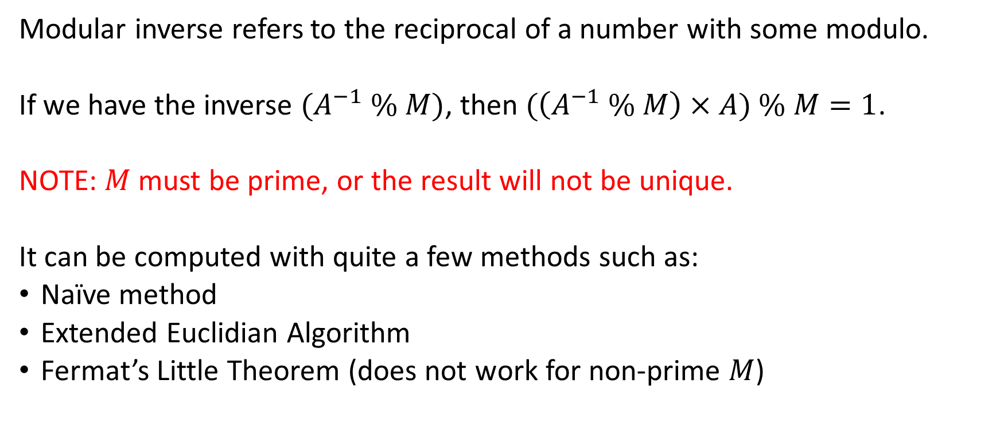 Modular inverse refers to the reciprocal of a number with some modulo.
If we have the inverse (A⁻¹ % M), then ((A⁻¹ % M) × A) % M = 1.
NOTE: M must be prime, or the result will not be unique.
It can be computed with quite a few methods such as:
• Naïve method
• Extended Euclidian Algorithm
• Fermat’s Little Theorem (does not work for non-prime M)